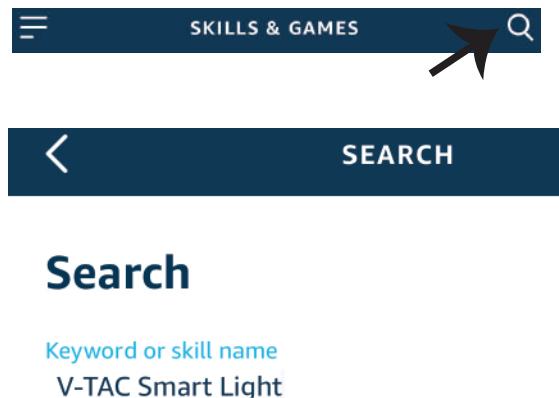 SKILLS & GAMES
SEARCH
Search
Keyword or skill name
V-TAC Smart Light